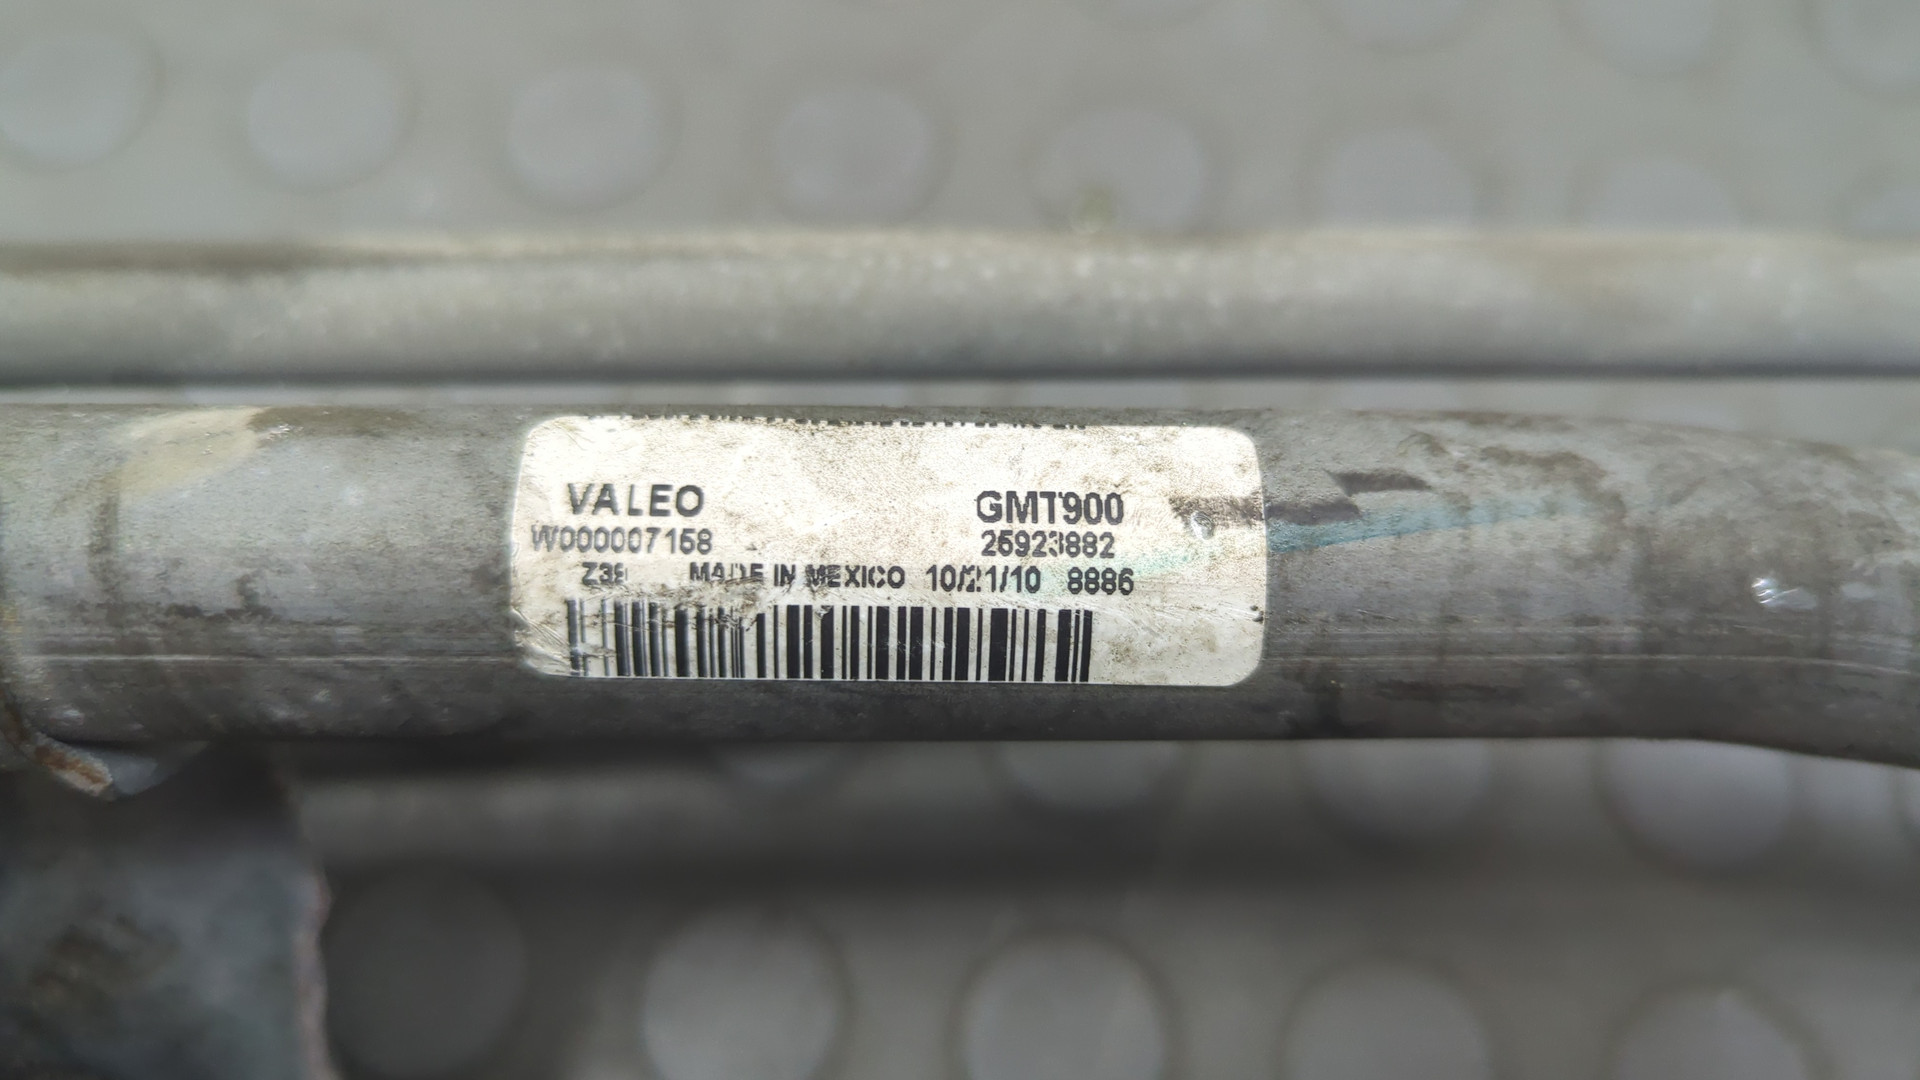 VALEO GMT900
W000007158 25923882
Z38 MADE IN MEXICO 10/21/10 8886